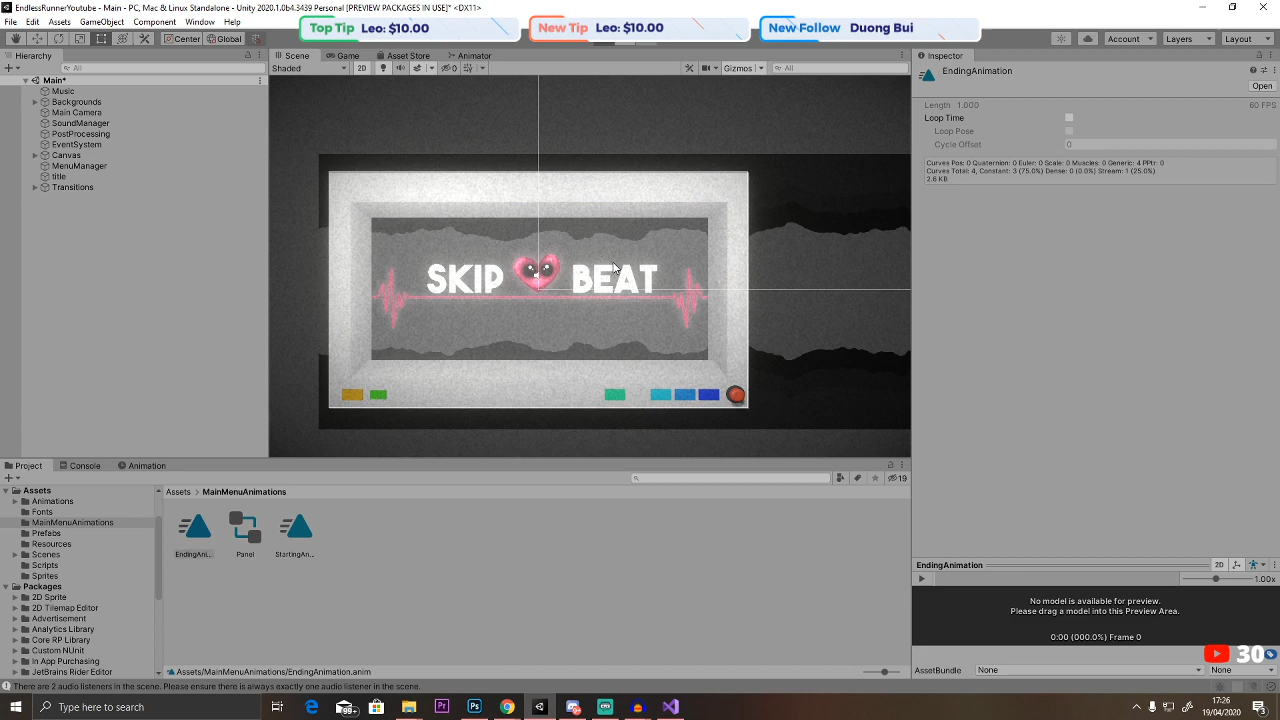 EndlessRunnerYoutube - Main - PC, Mac & Linux Standalone - Unity 2020.1.0b4.3439 Personal [PREVIEW PACKAGES IN USE]* <DX11>
Top Tip Leo: $10.00
New Tip Leo: $10.00
New Follow Duong Bui
Center Global
Account Layers Layout
Hierarchy
Scene Game Asset Store Animator
Inspector
All
Shaded 2D 0 Gizmos All
Main*
Music
Backgrounds
Main Camera
SoundManager
PostProcessing
EventSystem
Canvas
MenuManager
title
Transitions
SKIP BEAT
EndingAnimation
Open
Length 1.000 60 FPS
Loop Time
Loop Pose
Cycle Offset 0
Curves Pos: 0 Quaternion: 0 Euler: 0 Scale: 0 Muscles: 0 Generic: 4 PPtr: 0
Curves Total: 4, Constant: 3 (75.0%) Dense: 0 (0.0%) Stream: 1 (25.0%)
2.6 KB
Project Console Animation
19
Assets
Animations
Fonts
MainMenuAnimations
Prefabs
Resources
Scenes
Scripts
Sprites
Packages
2D Sprite
2D Tilemap Editor
Advertisement
Analytics Library
Core RP Library
Custom NUnit
In App Purchasing
JetBrains Rider Editor
Assets > MainMenuAnimations
EndingAni... Panel StartingAn...
Assets/MainMenuAnimations/EndingAnimation.anim
EndingAnimation 2D
1.00x
No model is available for preview.
Please drag a model into this Preview Area.
0:00 (000.0%) Frame 0
30
AssetBundle None None
There are 2 audio listeners in the scene. Please ensure there is always exactly one audio listener in the scene.
Type here to search
99+
Pr
Ps
17:26
19/04/2020